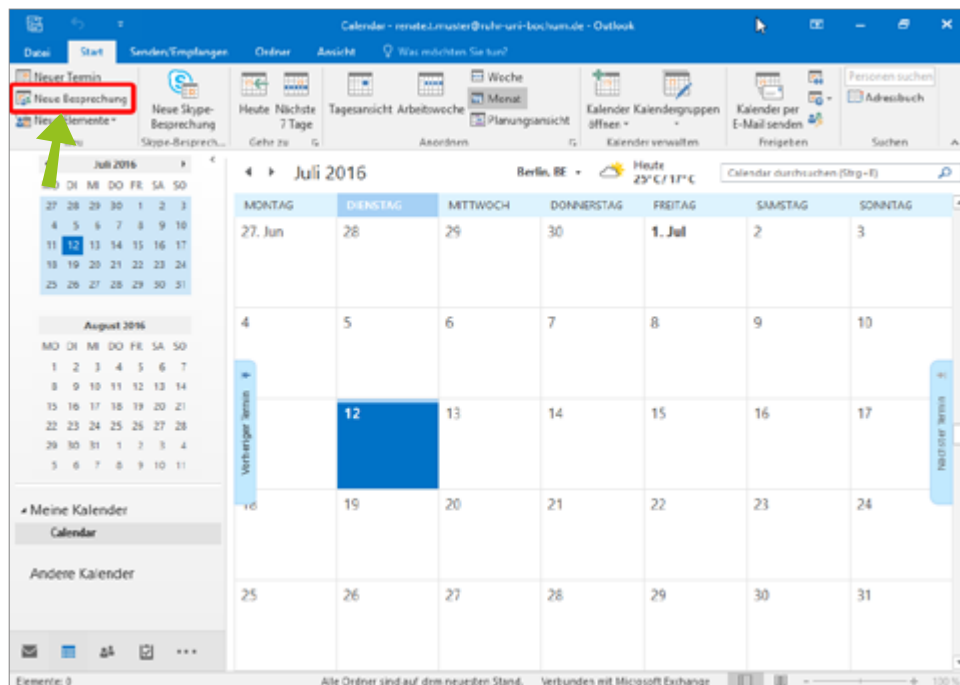 Calendar - renate.t.muster@ruhr-uni-bochum.de - Outlook
Datei Start Senden/Empfangen Ordner Ansicht Was möchten Sie tun?
Neuer Termin
Neue Besprechung
Neue Elemente
Neue Skype-
Besprechung
Skype-Besprech...
Heute Nächste
7 Tage
Gehe zu
Tagesansicht Arbeitswoche
Woche
Monat
Planungsansicht
Anordnen
Kalender Kalendergruppen
öffnen
Kalender verwalten
Kalender per
E-Mail senden
Freigeben
Personen suchen
Adressbuch
Suchen
Juli 2016
MO DI MI DO FR SA SO
27 28 29 30 1 2 3
4 5 6 7 8 9 10
11 12 13 14 15 16 17
18 19 20 21 22 23 24
25 26 27 28 29 30 31
August 2016
MO DI MI DO FR SA SO
1 2 3 4 5 6 7
8 9 10 11 12 13 14
15 16 17 18 19 20 21
22 23 24 25 26 27 28
29 30 31 1 2 3 4
5 6 7 8 9 10 11
Meine Kalender
Calendar
Andere Kalender
Juli 2016
Berlin, BE
Heute
25°C/17°C
Calendar durchsuchen (Strg+E)
MONTAG DIENSTAG MITTWOCH DONNERSTAG FREITAG SAMSTAG SONNTAG
27. Jun 28 29 30 1. Jul 2 3
4 5 6 7 8 9 10
Vorheriger Termin
12 13 14 15 16 17
Nächster Termin
18 19 20 21 22 23 24
25 26 27 28 29 30 31
Elemente: 0
Alle Ordner sind auf dem neuesten Stand. Verbunden mit Microsoft Exchange
100 %